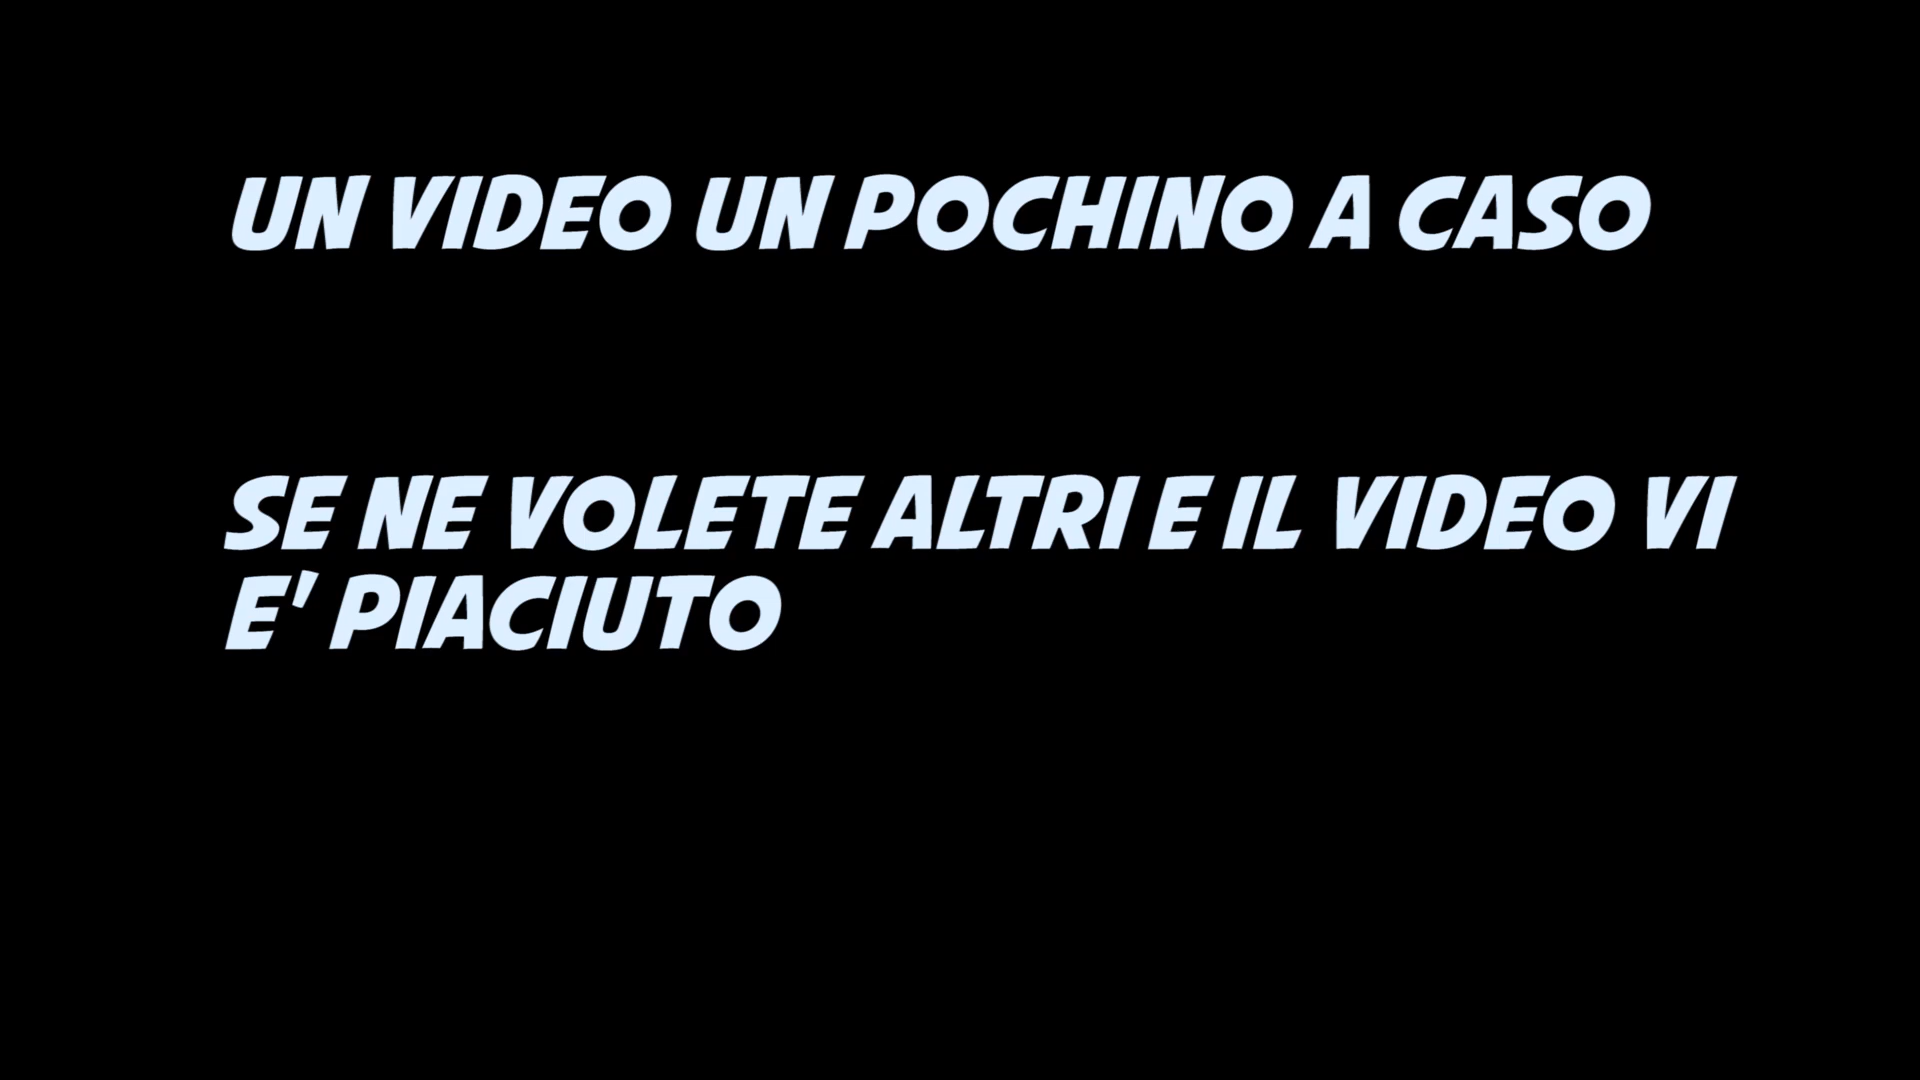 UN VIDEO UN POCHINO A CASO
SE NE VOLETE ALTRI E IL VIDEO VI
E' PIACIUTO